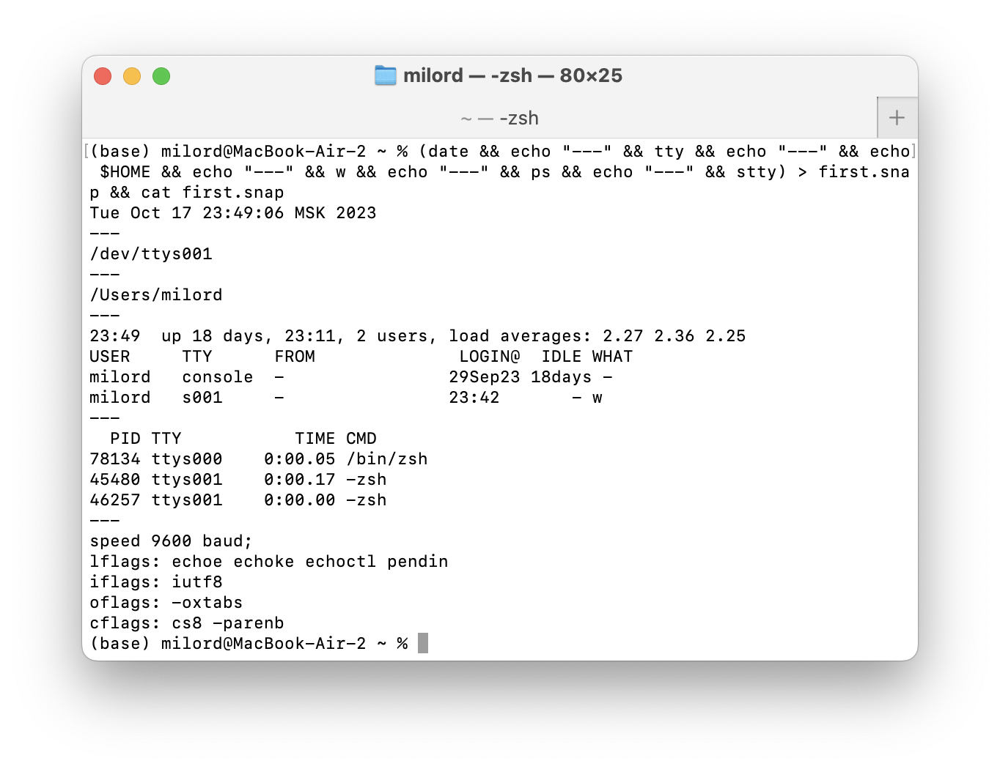 milord — -zsh — 80×25
~ — -zsh
(base) milord@MacBook-Air-2 ~ % (date && echo "---" && tty && echo "---" && echo
 $HOME && echo "---" && w && echo "---" && ps && echo "---" && stty) > first.sna
p && cat first.snap
Tue Oct 17 23:49:06 MSK 2023
---
/dev/ttys001
---
/Users/milord
---
23:49  up 18 days, 23:11, 2 users, load averages: 2.27 2.36 2.25
USER     TTY      FROM              LOGIN@  IDLE WHAT
milord   console  -                29Sep23 18days -
milord   s001     -                23:42       - w
---
  PID TTY           TIME CMD
78134 ttys000    0:00.05 /bin/zsh
45480 ttys001    0:00.17 -zsh
46257 ttys001    0:00.00 -zsh
---
speed 9600 baud;
lflags: echoe echoke echoctl pendin
iflags: iutf8
oflags: -oxtabs
cflags: cs8 -parenb
(base) milord@MacBook-Air-2 ~ %